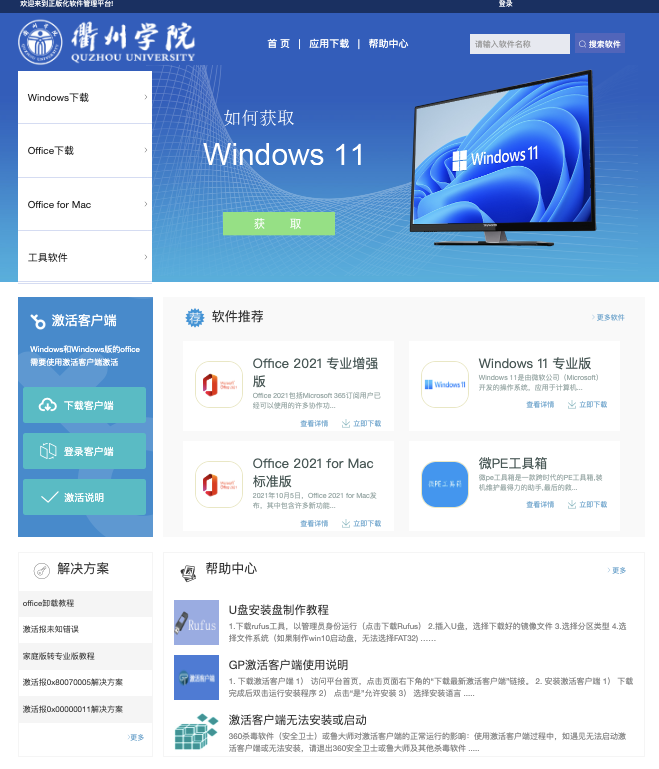 欢迎来到正版化软件管理平台!
登录
衢州学院
QUZHOU UNIVERSITY
首 页 | 应用下载 | 帮助中心
请输入软件名称
搜索软件
Windows下载
Office下载
Office for Mac
工具软件
如何获取
Windows 11
获 取
Windows 11
激活客户端
Windows和Windows版的office
需要使用激活客户端激活
下载客户端
登录客户端
激活说明
荐 软件推荐
更多软件
Office 2021 专业增强
版
Office 2021包括Microsoft 365订阅用户已
经可以使用的许多协作功...
查看详情 立即下载
Windows 11
Windows 11 专业版
Windows 11是由微软公司（Microsoft）
开发的操作系统，应用于计算机...
查看详情 立即下载
Office 2021 for Mac
标准版
2021年10月5日，Office 2021 for Mac发
布，其中包含许多新功能...
查看详情 立即下载
微PE工具箱
微PE工具箱
微pe工具箱是一款跨时代的PE工具箱,装
机维护最得力的助手,最后的救...
查看详情 立即下载
解决方案
office卸载教程
激活报未知错误
家庭版转专业版教程
激活报0x80070005解决方案
激活报0x00000011解决方案
更多
帮助中心
更多
Rufus
U盘安装盘制作教程
1.下载rufus工具，以管理员身份运行（点击下载Rufus） 2.插入U盘，选择下载好的镜像文件 3.选择分区类型 4.选
择文件系统（如果制作win10启动盘，无法选择FAT32) ……
GP激活客户端
GP激活客户端使用说明
1. 下载激活客户端 1） 访问平台首页，点击页面右下角的“下载最新激活客户端”链接。 2. 安装激活客户端 1） 下载
完成后双击运行安装程序 2） 点击“是”允许安装 3） 选择安装语言 .....
激活客户端无法安装或启动
360杀毒软件（安全卫士）或鲁大师对激活客户端的正常运行的影响：使用激活客户端过程中，如遇见无法启动激
活客户端或无法安装，请退出360安全卫士或鲁大师及其他杀毒软件 .....